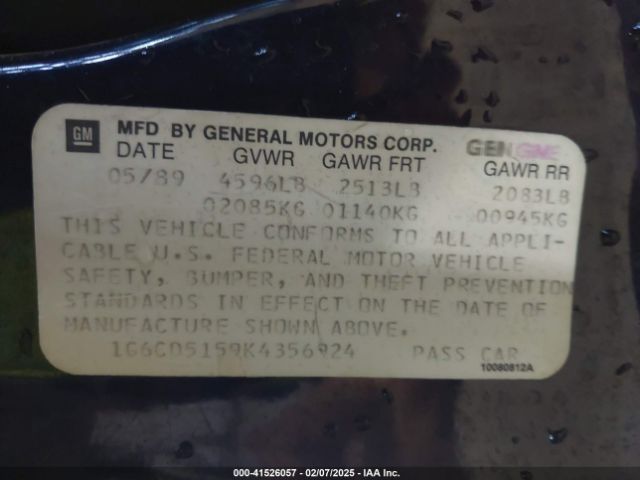 GM MFD BY GENERAL MOTORS CORP. GEN GME
DATE GVWR GAWR FRT GAWR RR
05/89 4596LB 2513LB 2083LB
02085KG 01140KG 00945KG
THIS VEHICLE CONFORMS TO ALL APPLI-
CABLE U.S. FEDERAL MOTOR VEHICLE
SAFETY, BUMPER, AND THEFT PREVENTION
STANDARDS IN EFFECT ON THE DATE OF
MANUFACTURE SHOWN ABOVE.
1G6CD5159K4356924 PASS CAR
10080812A
000-41526057 - 02/07/2025 - IAA Inc.